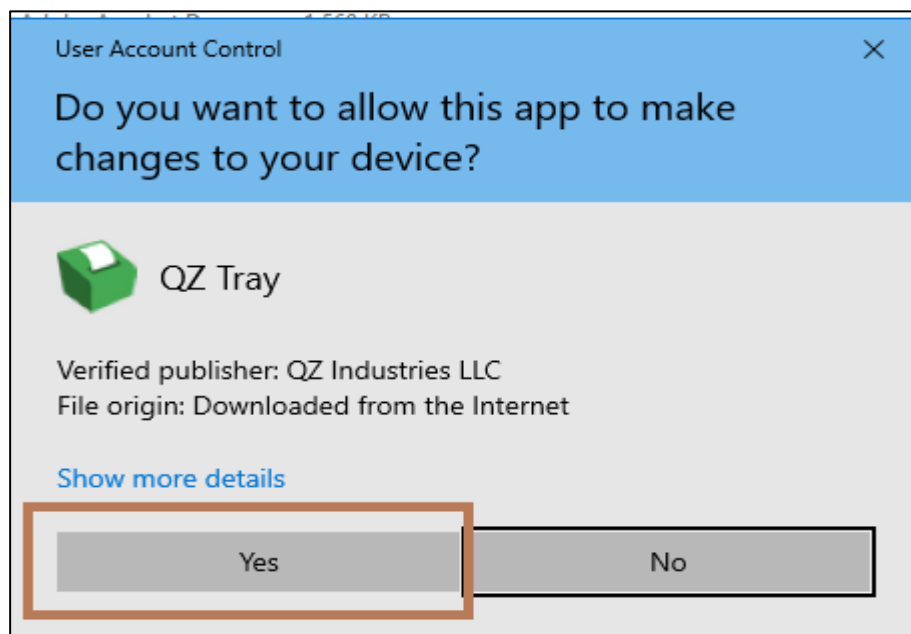 User Account Control
Do you want to allow this app to make
changes to your device?
QZ Tray
Verified publisher: QZ Industries LLC
File origin: Downloaded from the Internet
Show more details
Yes
No